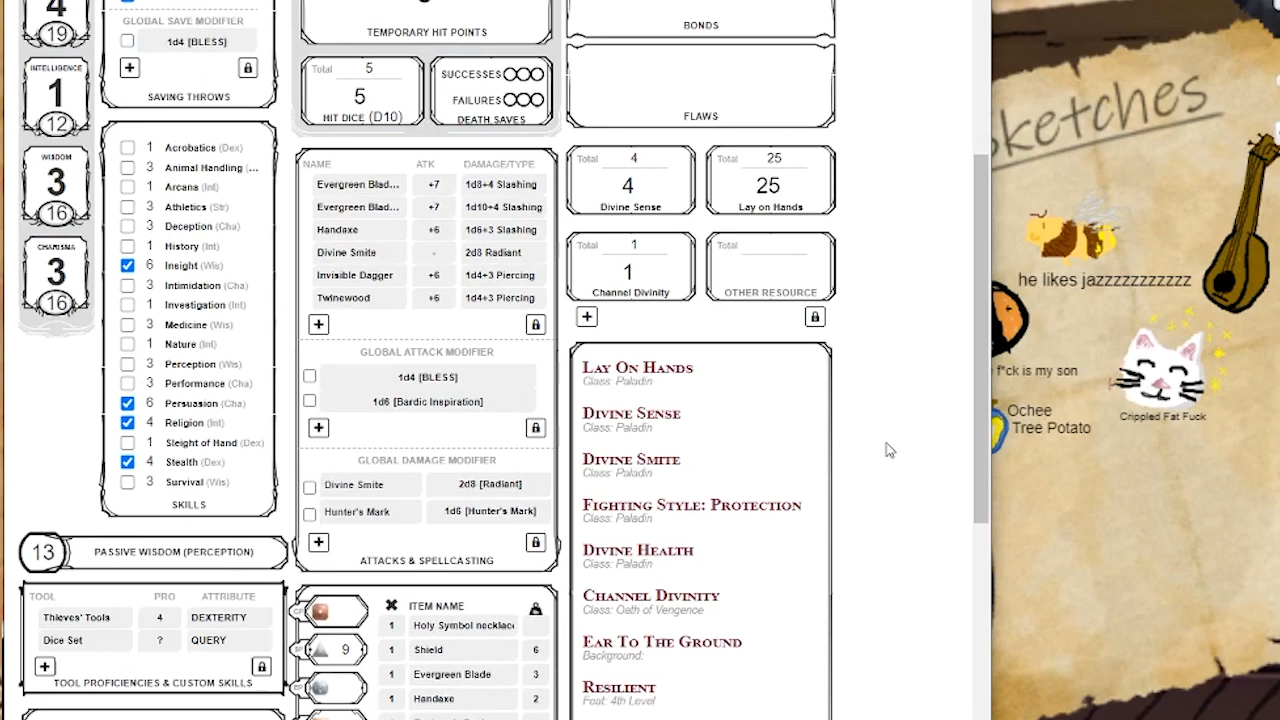 4
19
INTELLIGENCE
1
12
WISDOM
3
16
CHARISMA
3
16
GLOBAL SAVE MODIFIER
1d4 [BLESS]
+
SAVING THROWS
1 Acrobatics (Dex)
3 Animal Handling (...
1 Arcana (Int)
3 Athletics (Str)
3 Deception (Cha)
1 History (Int)
6 Insight (Wis)
3 Intimidation (Cha)
1 Investigation (Int)
3 Medicine (Wis)
1 Nature (Int)
3 Perception (Wis)
3 Performance (Cha)
6 Persuasion (Cha)
4 Religion (Int)
1 Sleight of Hand (Dex)
4 Stealth (Dex)
3 Survival (Wis)
SKILLS
13 PASSIVE WISDOM (PERCEPTION)
TOOL PRO ATTRIBUTE
Thieves' Tools 4 DEXTERITY
Dice Set ? QUERY
+
TOOL PROFICIENCIES & CUSTOM SKILLS
TEMPORARY HIT POINTS
Total 5
5
HIT DICE (D10)
SUCCESSES
FAILURES
DEATH SAVES
NAME ATK DAMAGE/TYPE
Evergreen Blad... +7 1d8+4 Slashing
Evergreen Blad... +7 1d10+4 Slashing
Handaxe +6 1d6+3 Slashing
Divine Smite - 2d8 Radiant
Invisible Dagger +6 1d4+3 Piercing
Twinewood +6 1d4+3 Piercing
+
GLOBAL ATTACK MODIFIER
1d4 [BLESS]
1d6 [Bardic Inspiration]
+
GLOBAL DAMAGE MODIFIER
Divine Smite 2d8 [Radiant]
Hunter's Mark 1d6 [Hunter's Mark]
+
ATTACKS & SPELLCASTING
CP
SP 9
EP
ITEM NAME
1 Holy Symbol necklac
1 Shield 6
1 Evergreen Blade 3
1 Handaxe 2
BONDS
FLAWS
Total 4
4
Divine Sense
Total 25
25
Lay on Hands
Total 1
1
Channel Divinity
Total
OTHER RESOURCE
+
LAY ON HANDS
Class: Paladin
DIVINE SENSE
Class: Paladin
DIVINE SMITE
Class: Paladin
FIGHTING STYLE: PROTECTION
Class: Paladin
DIVINE HEALTH
Class: Paladin
CHANNEL DIVINITY
Class: Oath of Vengence
EAR TO THE GROUND
Background:
RESILIENT
Feat: 4th Level
sketches
he likes jazzzzzzzzzzz
f*ck is my son
Ochee
Tree Potato
Crippled Fat Fuck